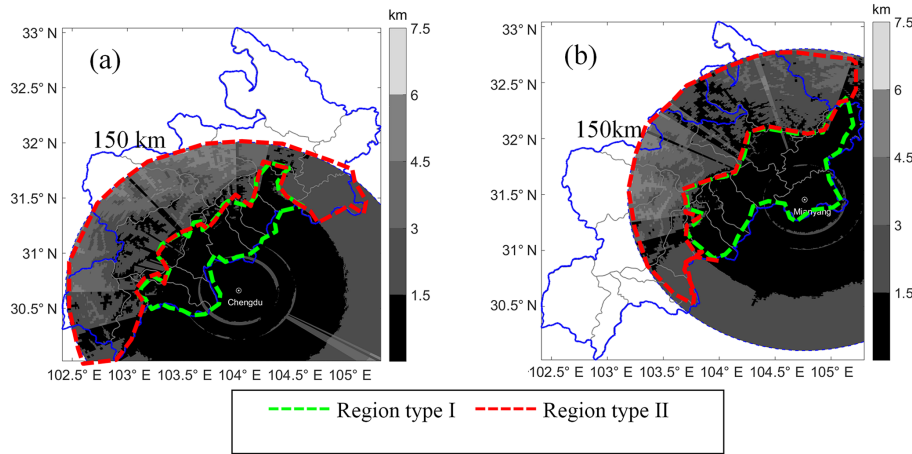 km
7.5
6
4.5
3
1.5
33° N
32.5° N
32° N
31.5° N
31° N
30.5° N
(a)
150 km
Chengdu
102.5° E
103° E
103.5° E
104° E
104.5° E
105° E
km
7.5
6
4.5
3
1.5
33° N
32.5° N
32° N
31.5° N
31° N
30.5° N
(b)
150km
Mianyang
102.5° E
103° E
103.5° E
104° E
104.5° E
105° E
Region type I
Region type II